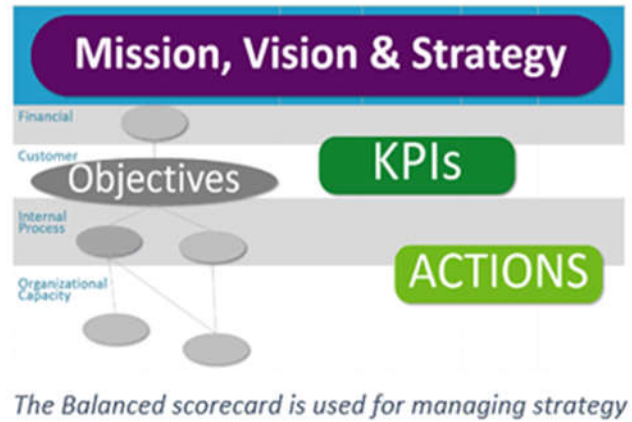 Mission, Vision & Strategy
Financial
Customer
Objectives
KPIs
Internal
Process
ACTIONS
Organizational
Capacity
The Balanced scorecard is used for managing strategy